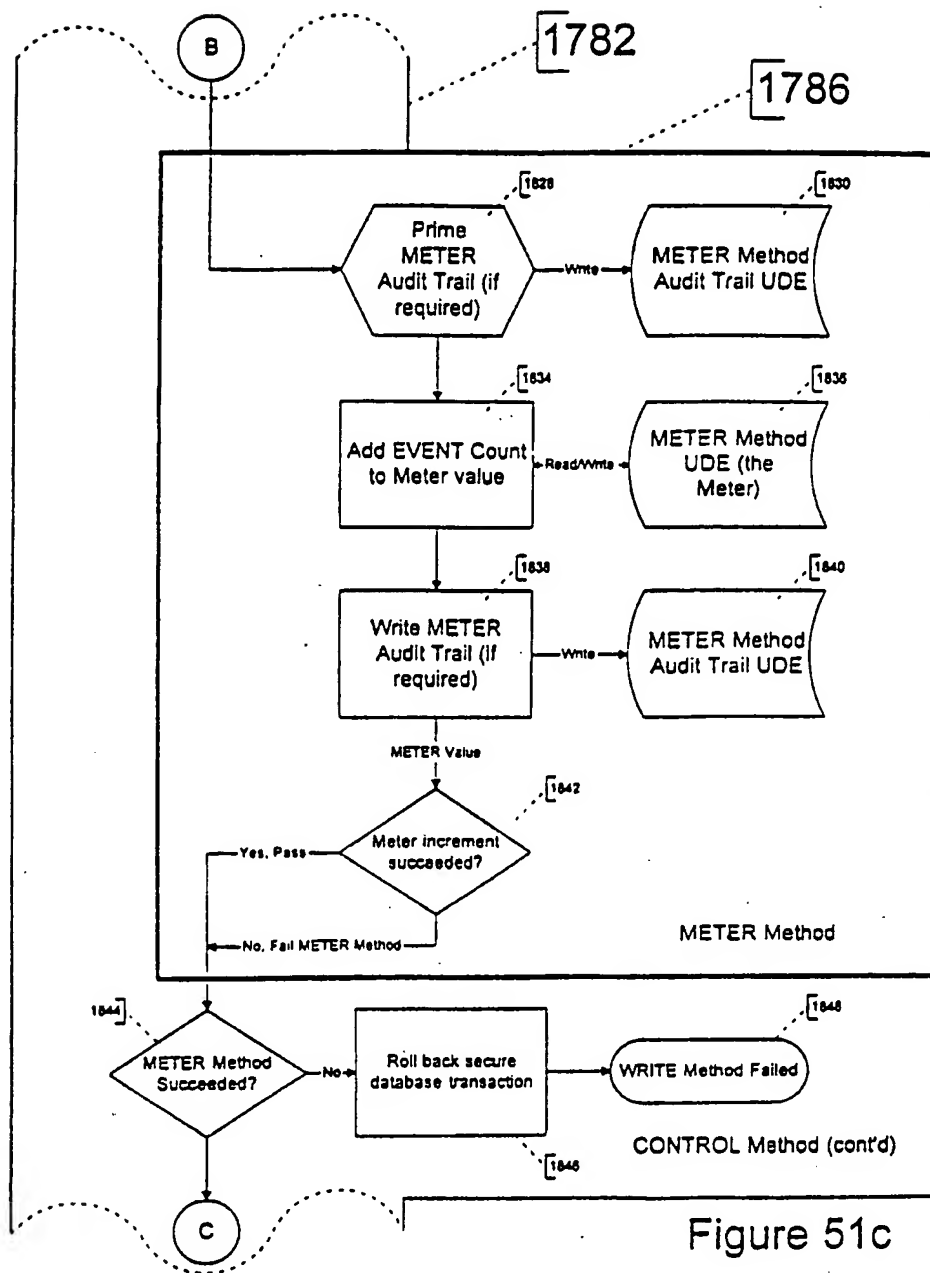 B
1782
1786
1828
Prime
METER
Audit Trail (if
required)
Write
1830
METER Method
Audit Trail UDE
1834
Add EVENT Count
to Meter value
Read/Write
1836
METER Method
UDE (the
Meter)
1838
Write METER
Audit Trail (if
required)
Write
1840
METER Method
Audit Trail UDE
METER Value
1842
Meter increment
succeeded?
Yes, Pass
No, Fail METER Method
METER Method
1844
METER Method
Succeeded?
No
Roll back secure
database transaction
1846
1848
WRITE Method Failed
CONTROL Method (cont'd)
C
Figure 51c